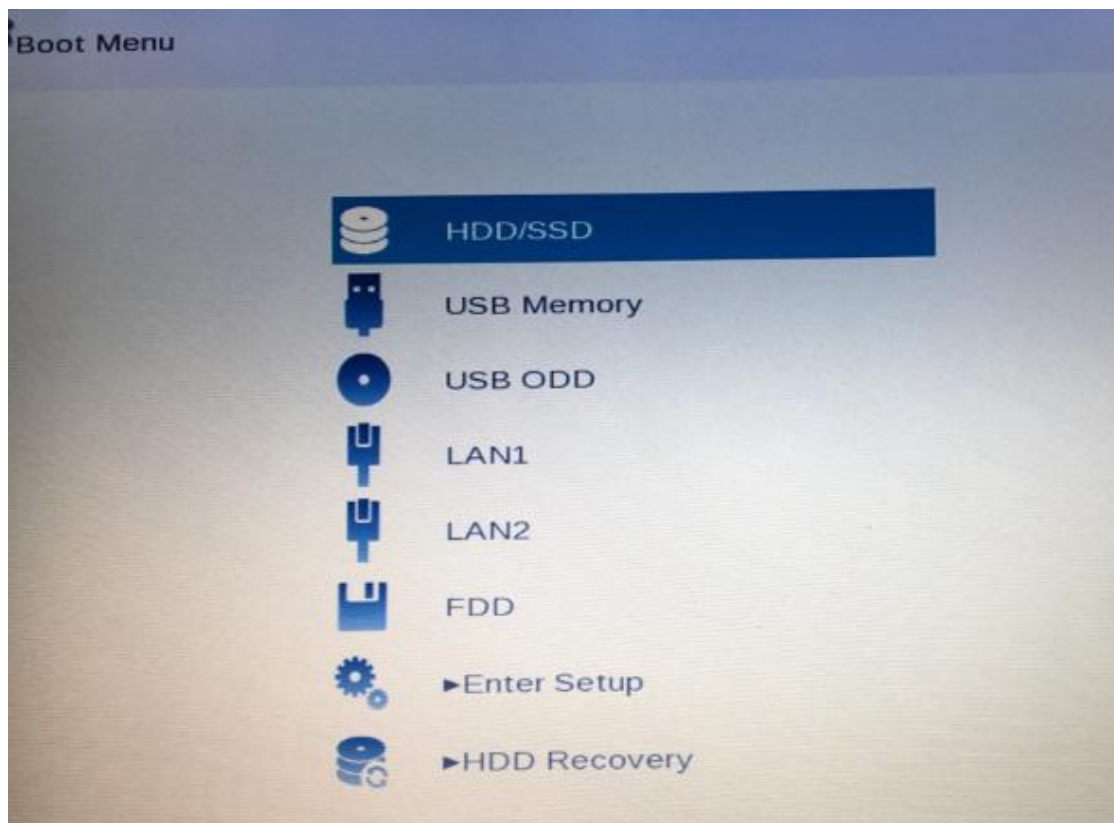 Boot Menu
HDD/SSD
USB Memory
USB ODD
LAN1
LAN2
FDD
►Enter Setup
►HDD Recovery